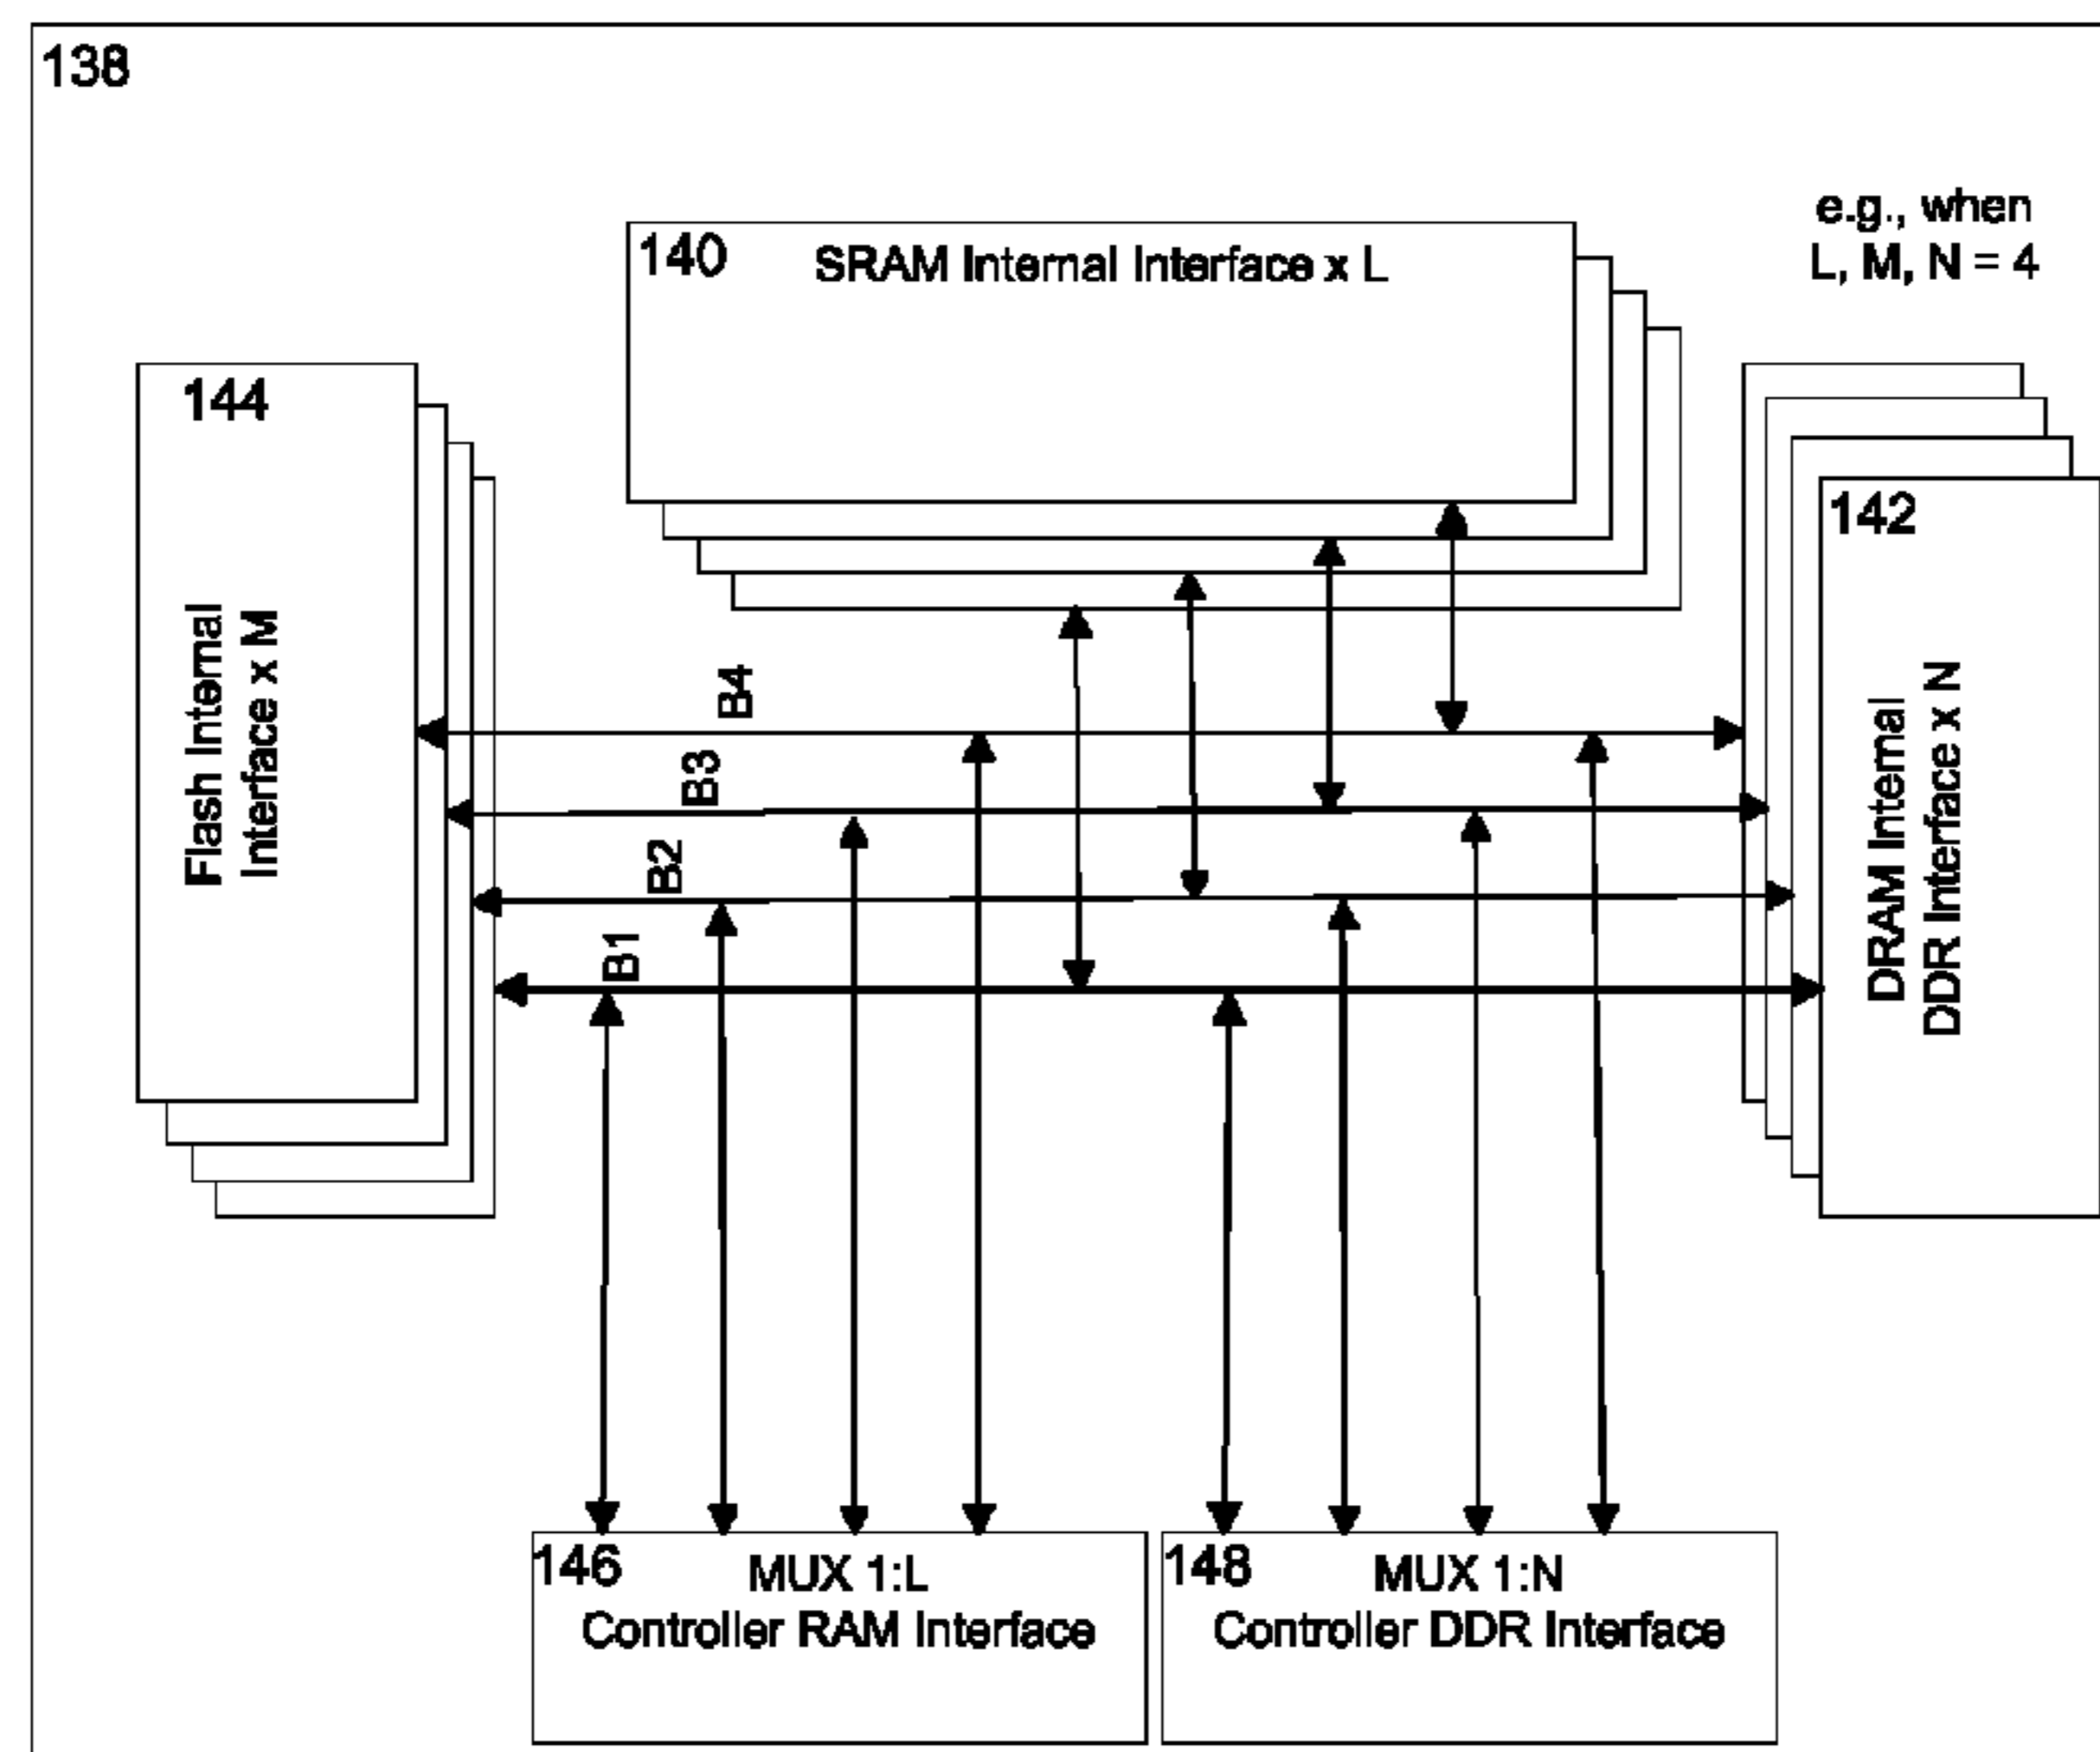 138
140
SRAM Internal Interface x L
e.g., when
L, M, N = 4
144
Flash Internal
Interface x M
142
DRAM Internal
DDR Interface x N
B4
B3
B2
B1
146
MUX 1:L
Controller RAM Interface
148
MUX 1:N
Controller DDR Interface